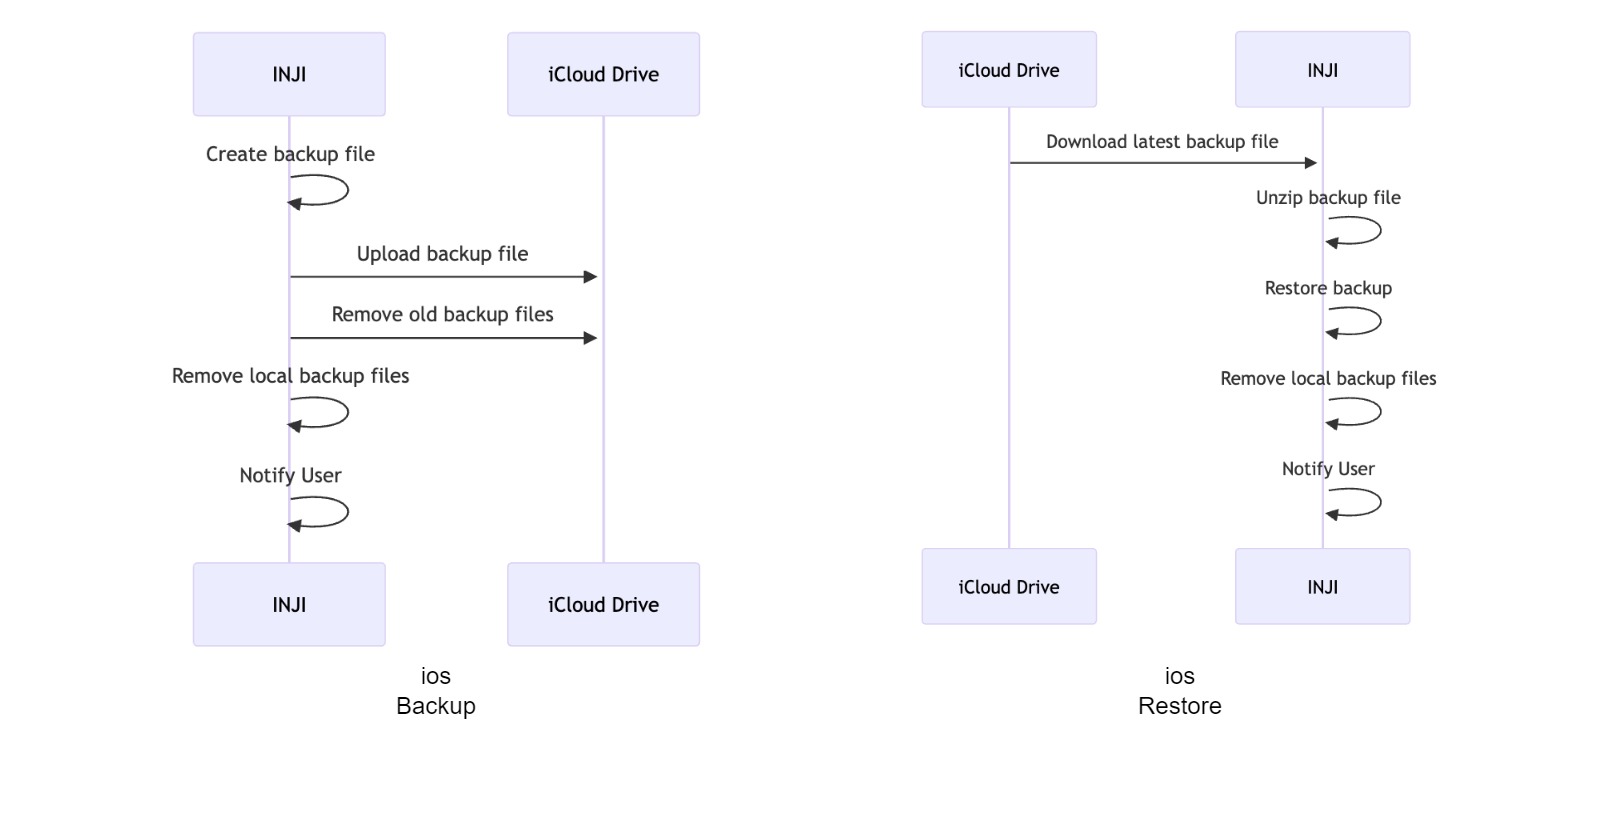 INJI
iCloud Drive
Create backup file
Upload backup file
Remove old backup files
Remove local backup files
Notify User
INJI
iCloud Drive
ios
Backup
iCloud Drive
INJI
Download latest backup file
Unzip backup file
Restore backup
Remove local backup files
Notify User
iCloud Drive
INJI
ios
Restore